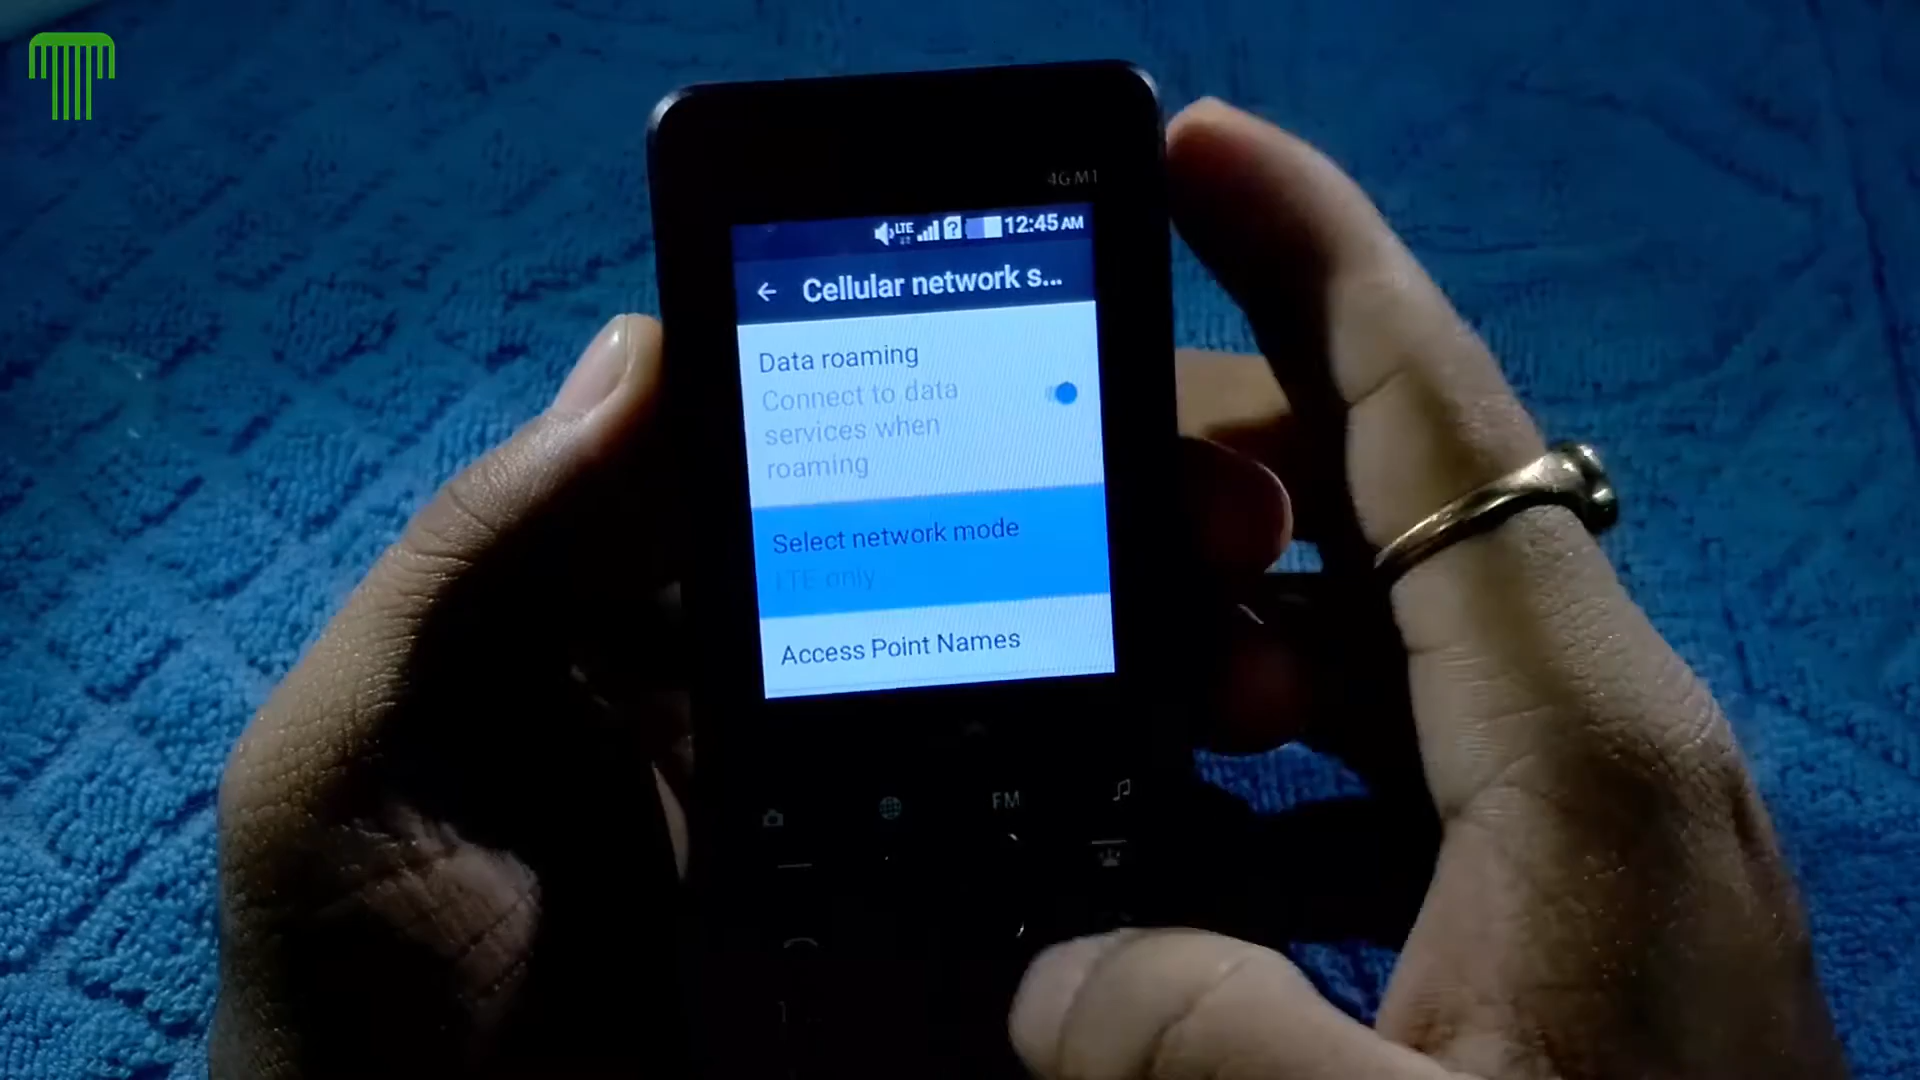 4G M1
LTE
12:45 AM
Cellular network s...
Data roaming
Connect to data
services when
roaming
Select network mode
LTE only
Access Point Names
FM
1